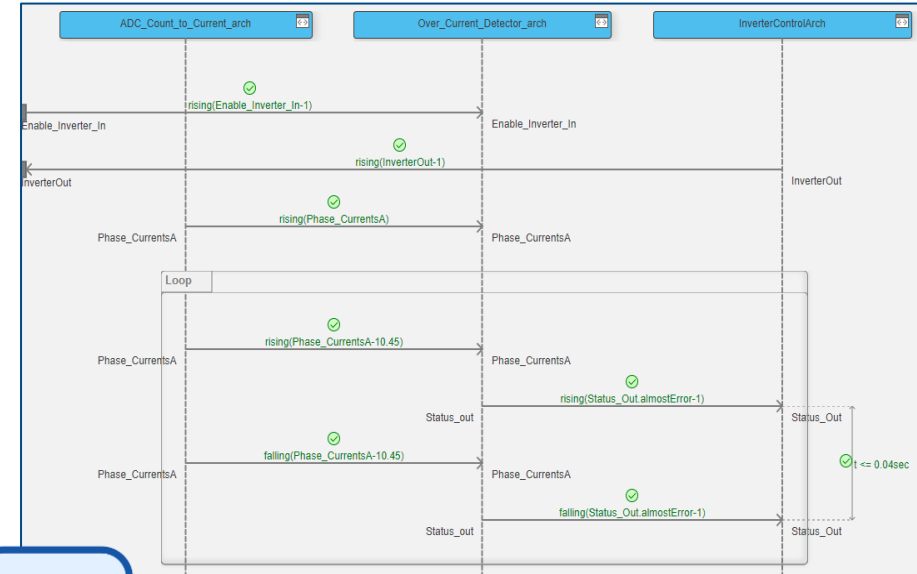 ADC_Count_to_Current_arch
Over_Current_Detector_arch
InverterControlArch
rising(Enable_Inverter_In-1)
Enable_Inverter_In
Enable_Inverter_In
rising(InverterOut-1)
InverterOut
InverterOut
rising(Phase_CurrentsA)
Phase_CurrentsA
Phase_CurrentsA
Loop
rising(Phase_CurrentsA-10.45)
Phase_CurrentsA
Phase_CurrentsA
rising(Status_Out.almostError-1)
Status_out
Status_Out
falling(Phase_CurrentsA-10.45)
Phase_CurrentsA
Phase_CurrentsA
t <= 0.04sec
falling(Status_Out.almostError-1)
Status_out
Status_Out